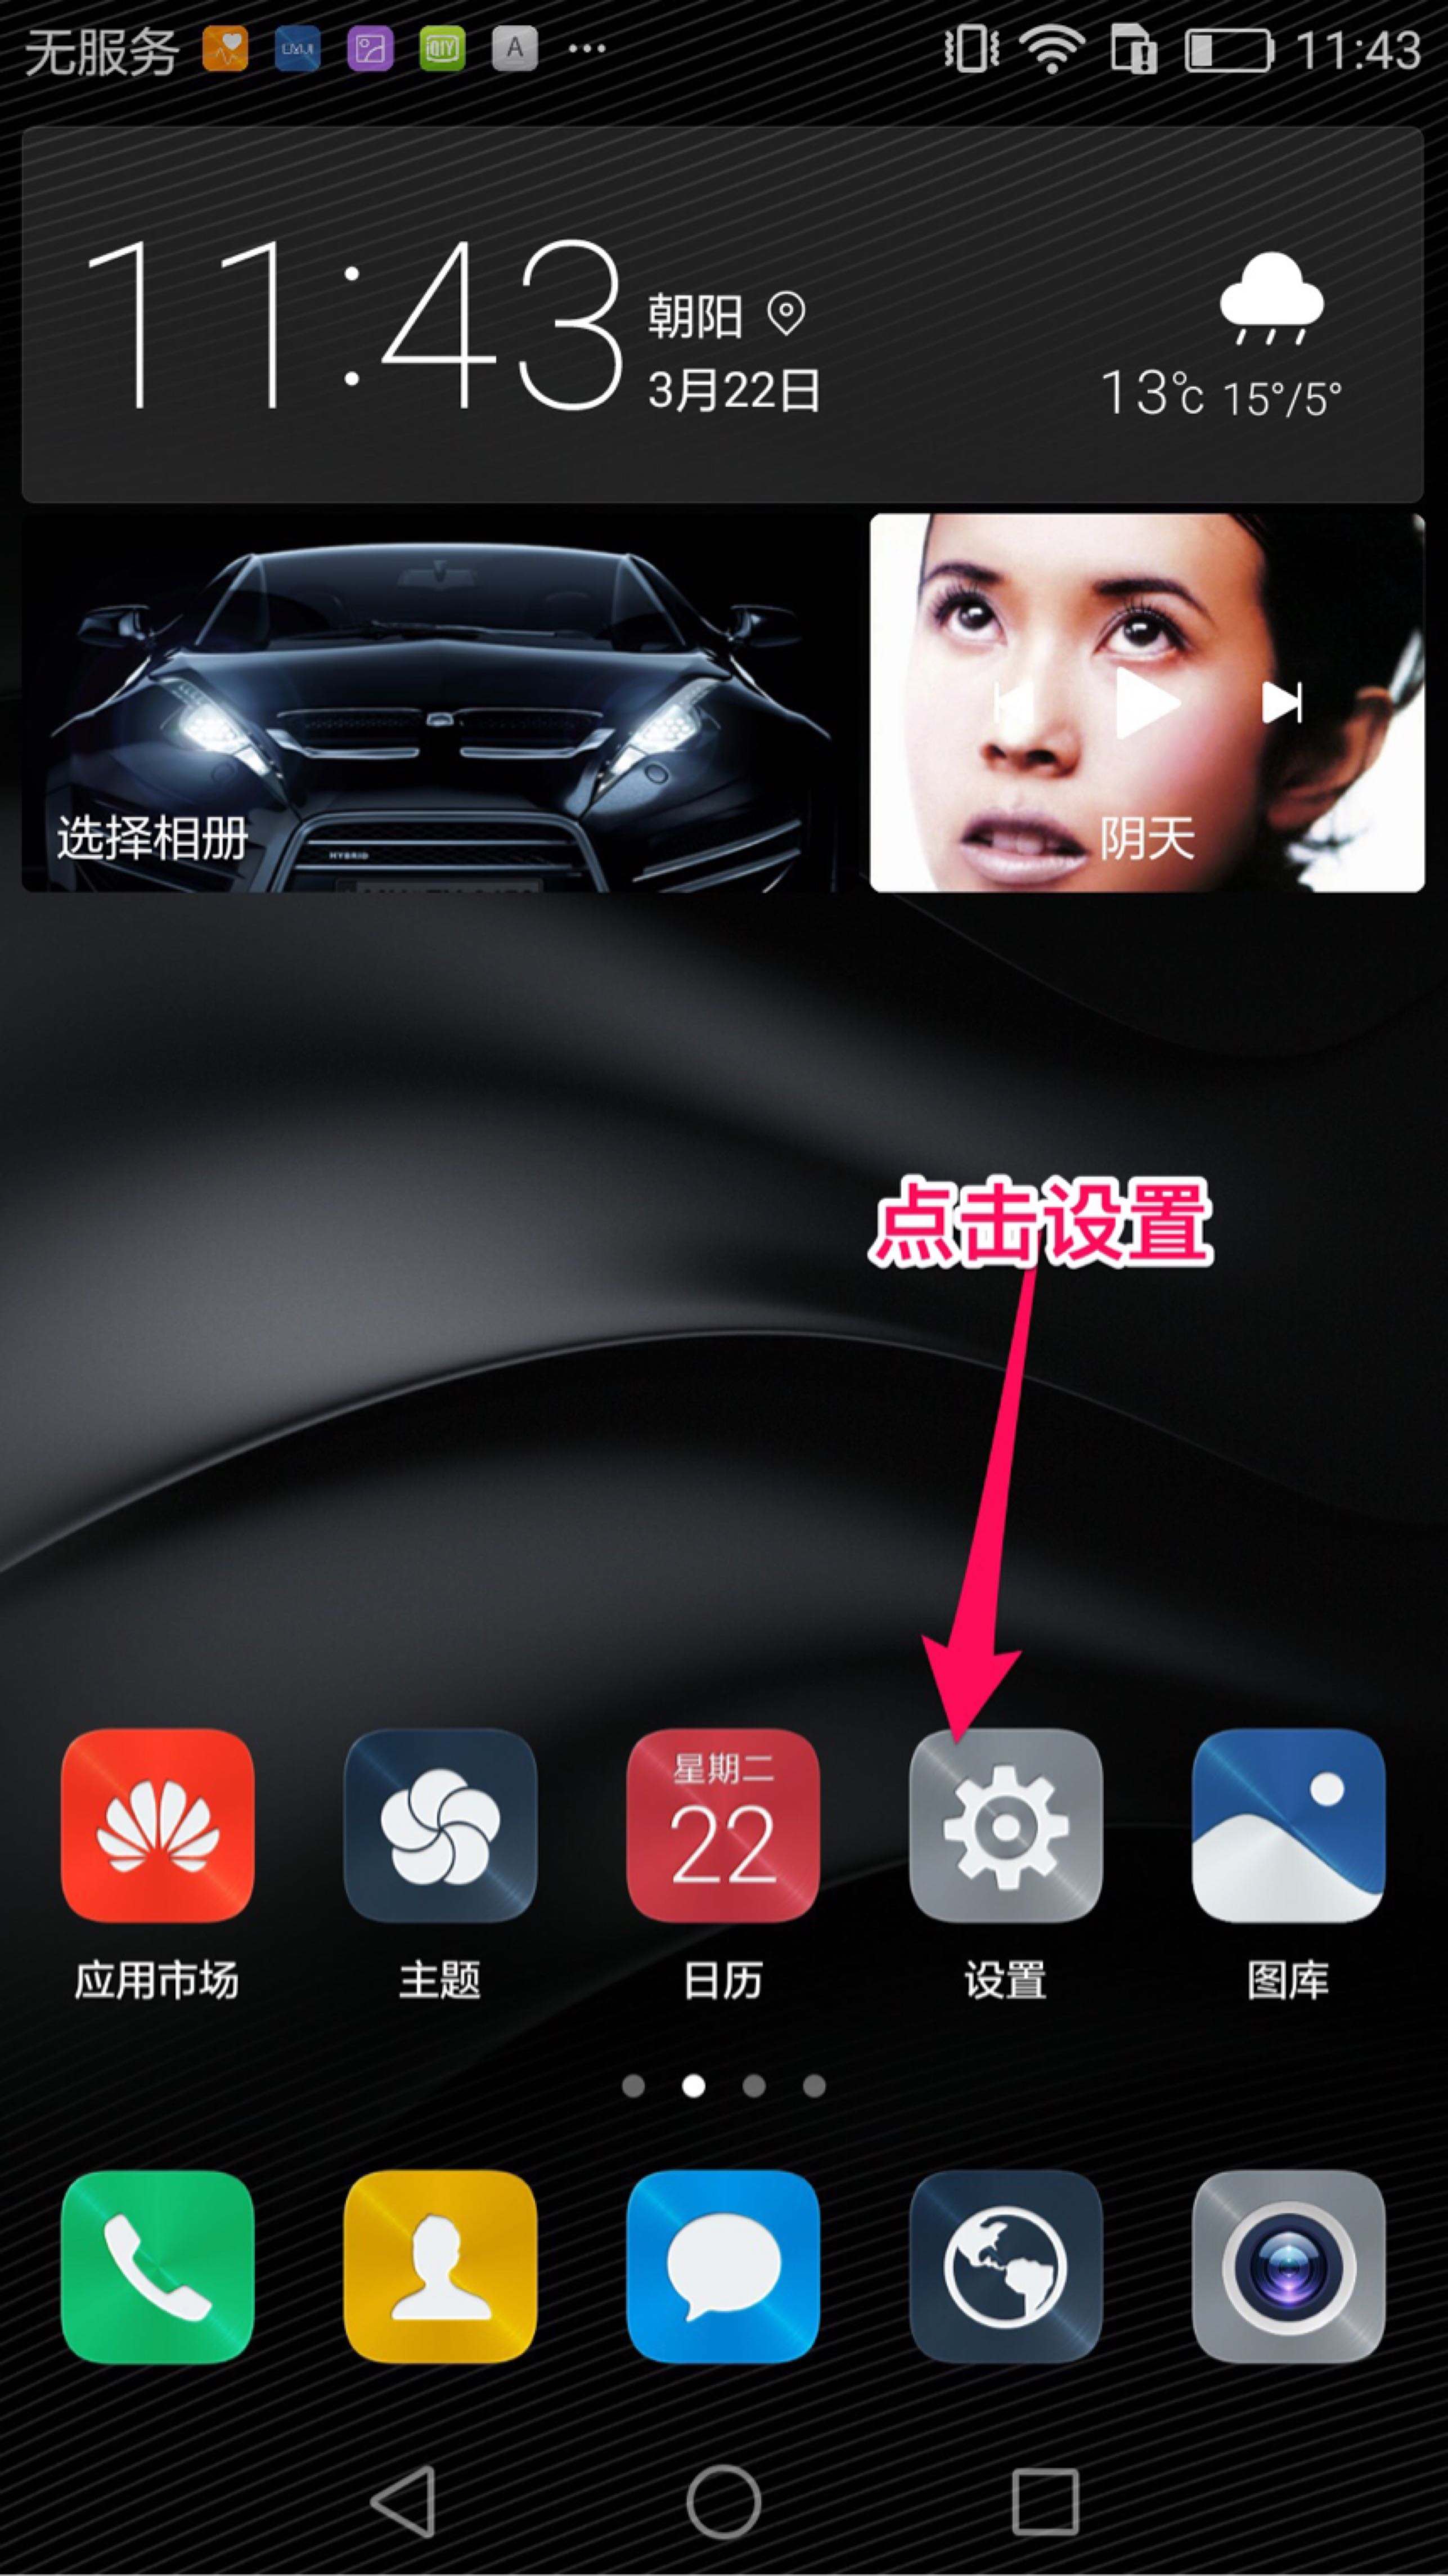 无服务
iQIY
A
11:43
11:43
朝阳
3月22日
13℃ 15°/5°
选择相册
HYBRID
阴天
点击设置
星期二
22
应用市场
主题
日历
设置
图库